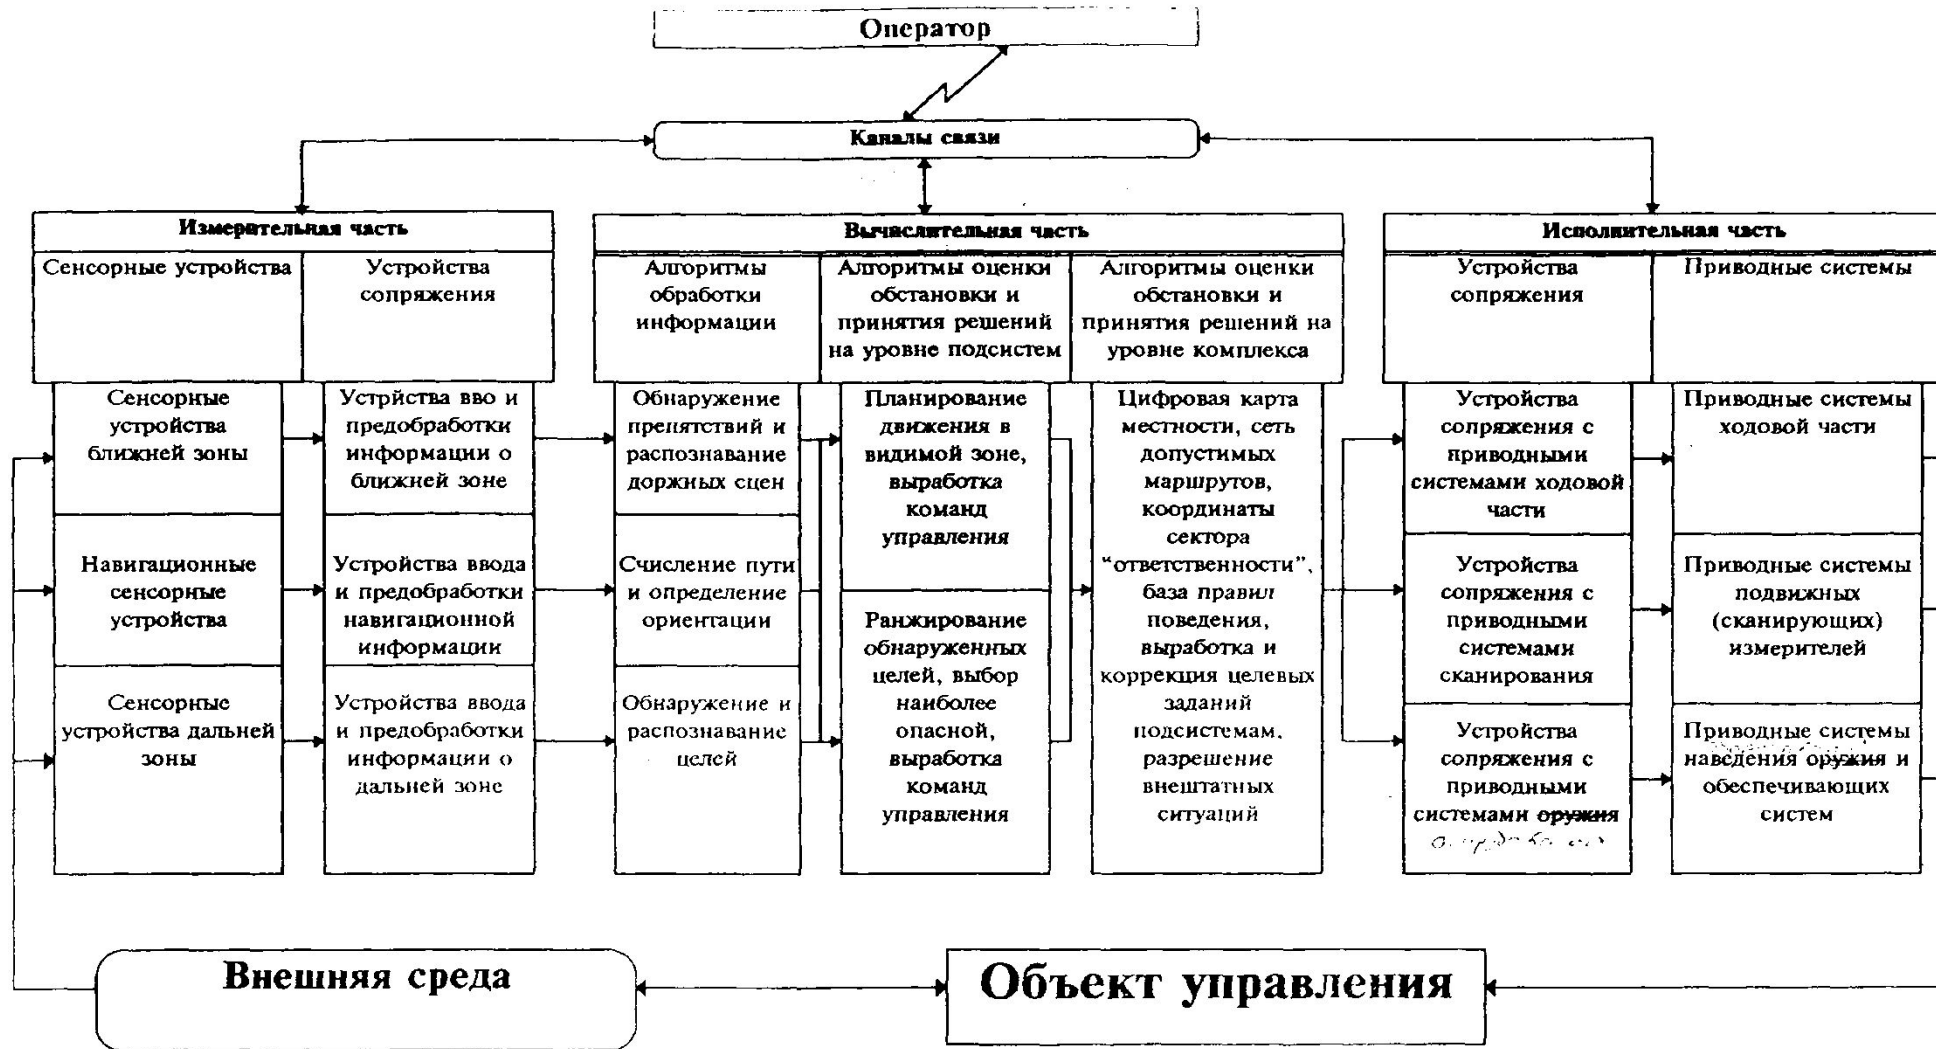 Оператор
Каналы связи
Измерительная часть
Сенсорные устройства
Устройства
сопряжения
Сенсорные
устройства
ближней зоны
Устрйства вво и
предобработки
информации о
ближней зоне
Навигационные
сенсорные
устройства
Устройства ввода
и предобработки
навигационной
информации
Сенсорные
устройства дальней
зоны
Устройства ввода
и предобработки
информации о
дальней зоне
Вычислительная часть
Алгоритмы
обработки
информации
Алгоритмы оценки
обстановки и
принятия решений
на уровне подсистем
Алгоритмы оценки
обстановки и
принятия решений на
уровне комплекса
Обнаружение
препятствий и
распознавание
доржных сцен
Счисление пути
и определение
ориентации
Обнаружение и
распознавание
целей
Планирование
движения в
видимой зоне,
выработка
команд
управления
Ранжирование
обнаруженных
целей, выбор
наиболее
опасной,
выработка
команд
управления
Цифровая карта
местности, сеть
допустимых
маршрутов,
координаты
сектора
“ответственности”,
база правил
поведения,
выработка и
коррекция целевых
заданий
подсистемам,
разрешение
внештатных
ситуаций
Исполнительная часть
Устройства
сопряжения
Приводные системы
Устройства
сопряжения с
приводными
системами ходовой
части
Приводные системы
ходовой части
Устройства
сопряжения с
приводными
системами
сканирования
Приводные системы
подвижных
(сканирующих)
измерителей
Устройства
сопряжения с
приводными
системами оружия
Приводные системы
наведения оружия и
обеспечивающих
систем
Внешняя среда
Объект управления